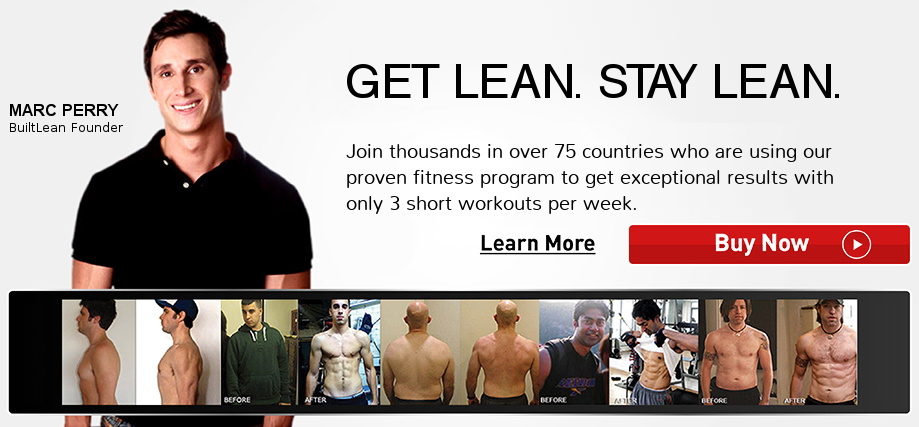 MARC PERRY
BuiltLean Founder
GET LEAN. STAY LEAN.
Join thousands in over 75 countries who are using our
proven fitness program to get exceptional results with
only 3 short workouts per week.
Learn More
Buy Now
BEFORE
AFTER
BEFORE
AFTER
BEFORE
AFTER